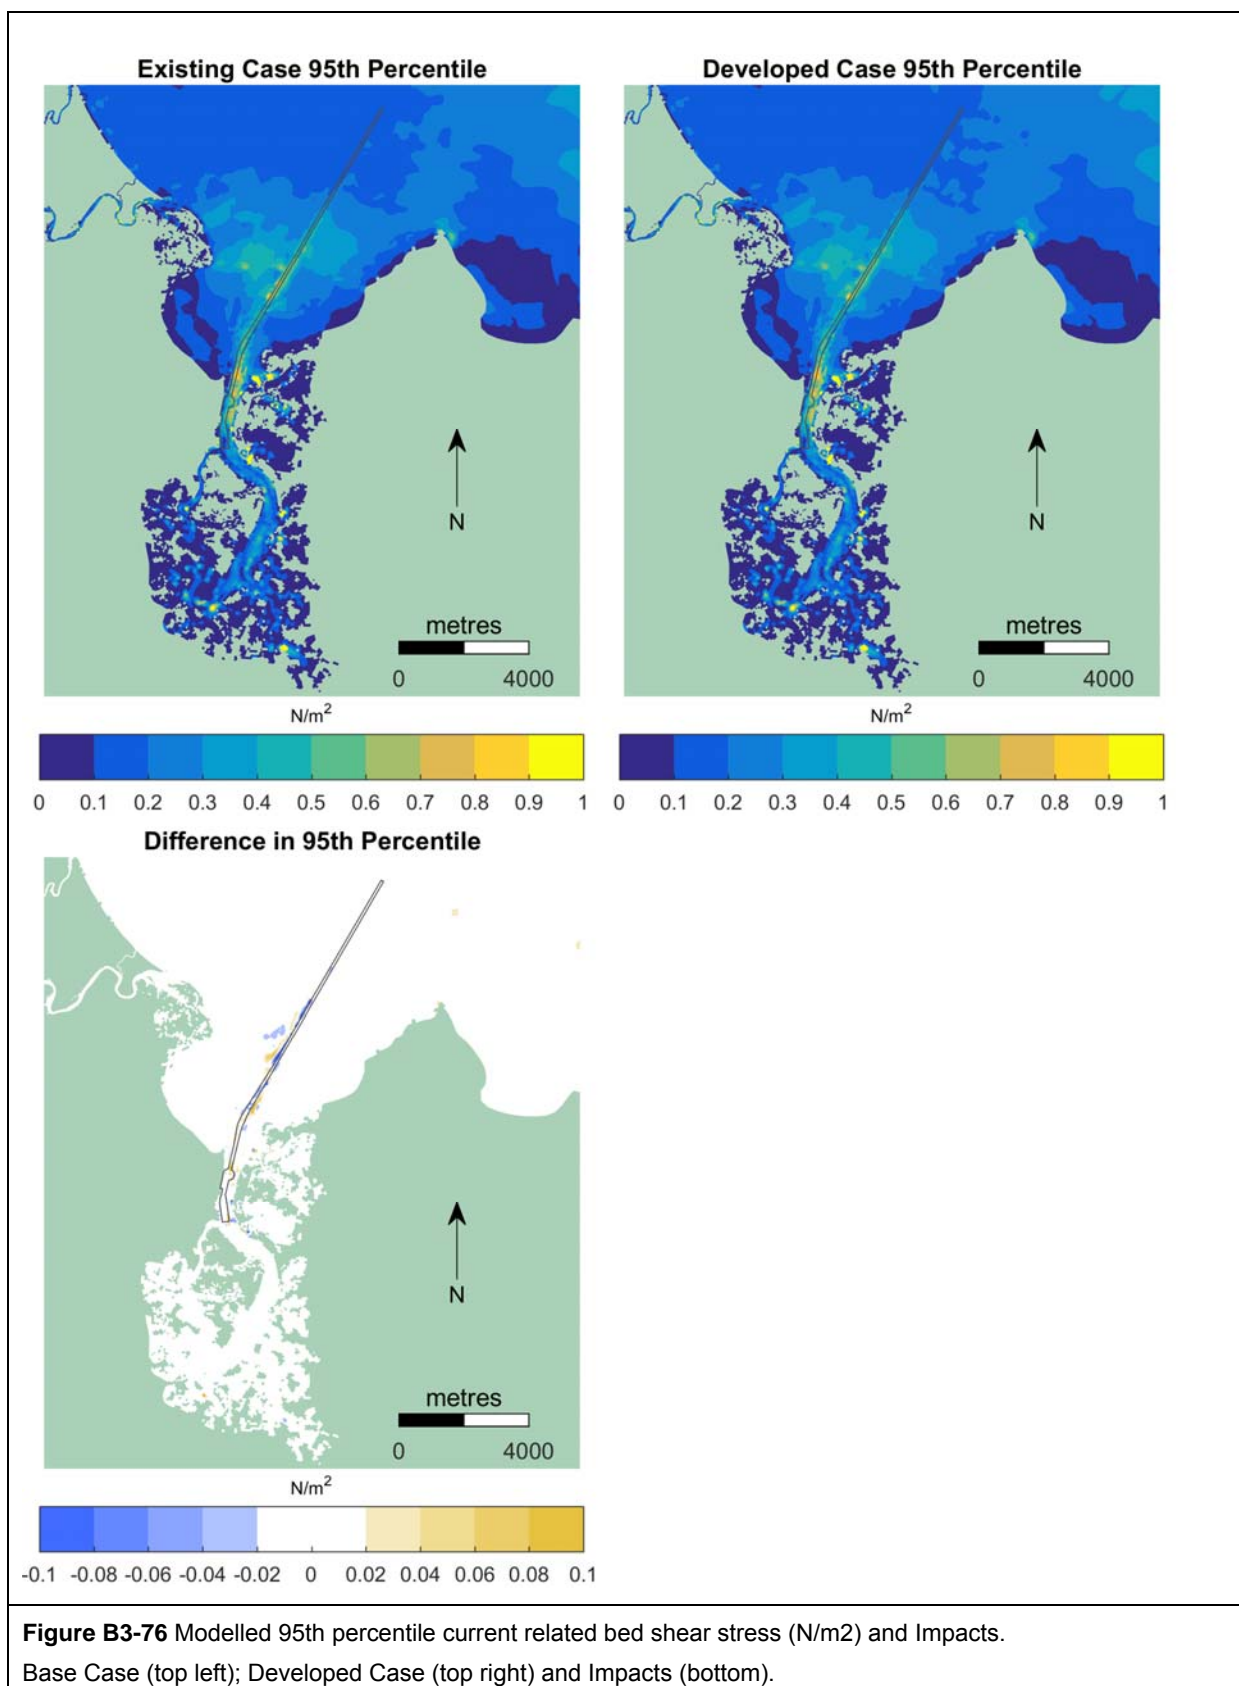 Existing Case 95th Percentile
Developed Case 95th Percentile
N
metres
0 4000
N
metres
0 4000
N/m2
0 0.1 0.2 0.3 0.4 0.5 0.6 0.7 0.8 0.9 1
N/m2
0 0.1 0.2 0.3 0.4 0.5 0.6 0.7 0.8 0.9 1
Difference in 95th Percentile
N
metres
0 4000
N/m2
-0.1 -0.08 -0.06 -0.04 -0.02 0 0.02 0.04 0.06 0.08 0.1
Figure B3-76 Modelled 95th percentile current related bed shear stress (N/m2) and Impacts.
Base Case (top left); Developed Case (top right) and Impacts (bottom).